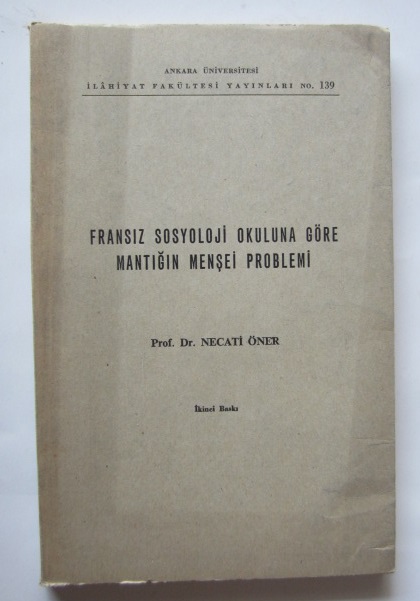 ANKARA ÜNİVERSİTESİ
İLÂHİYAT FAKÜLTESİ YAYINLARI NO. 139
FRANSIZ SOSYOLOJİ OKULUNA GÖRE
MANTIĞIN MENŞEİ PROBLEMİ
Prof. Dr. NECATİ ÖNER
İkinci Baskı